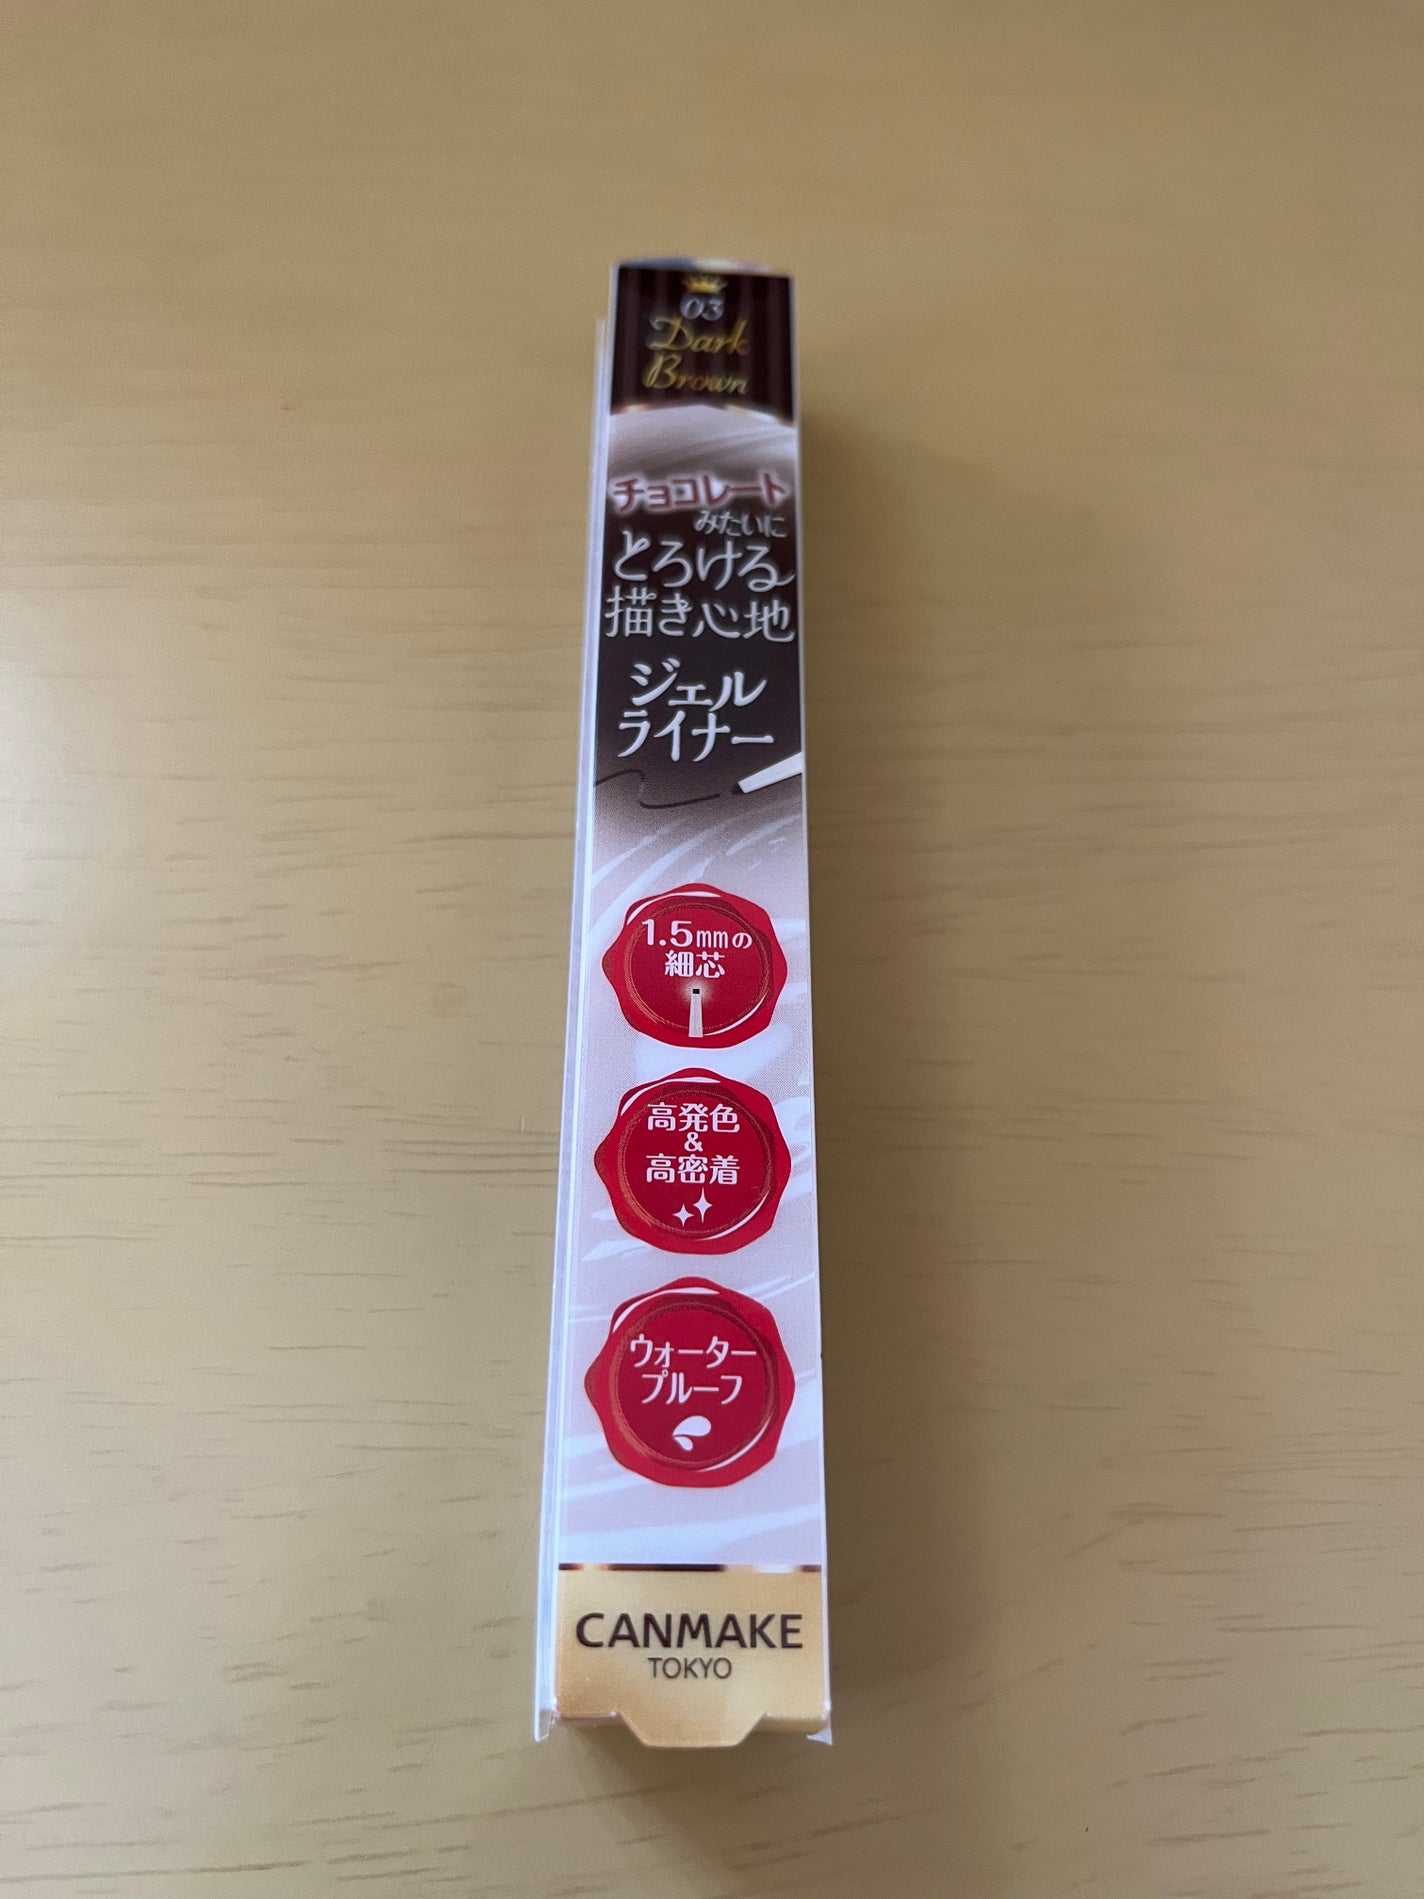 03
Dark
Brown
チョコレート
みたいに
とろける
描き心地
ジェル
ライナー
1.5mmの
細芯
高発色
&
高密着
ウォーター
プルーフ
CANMAKE
TOKYO